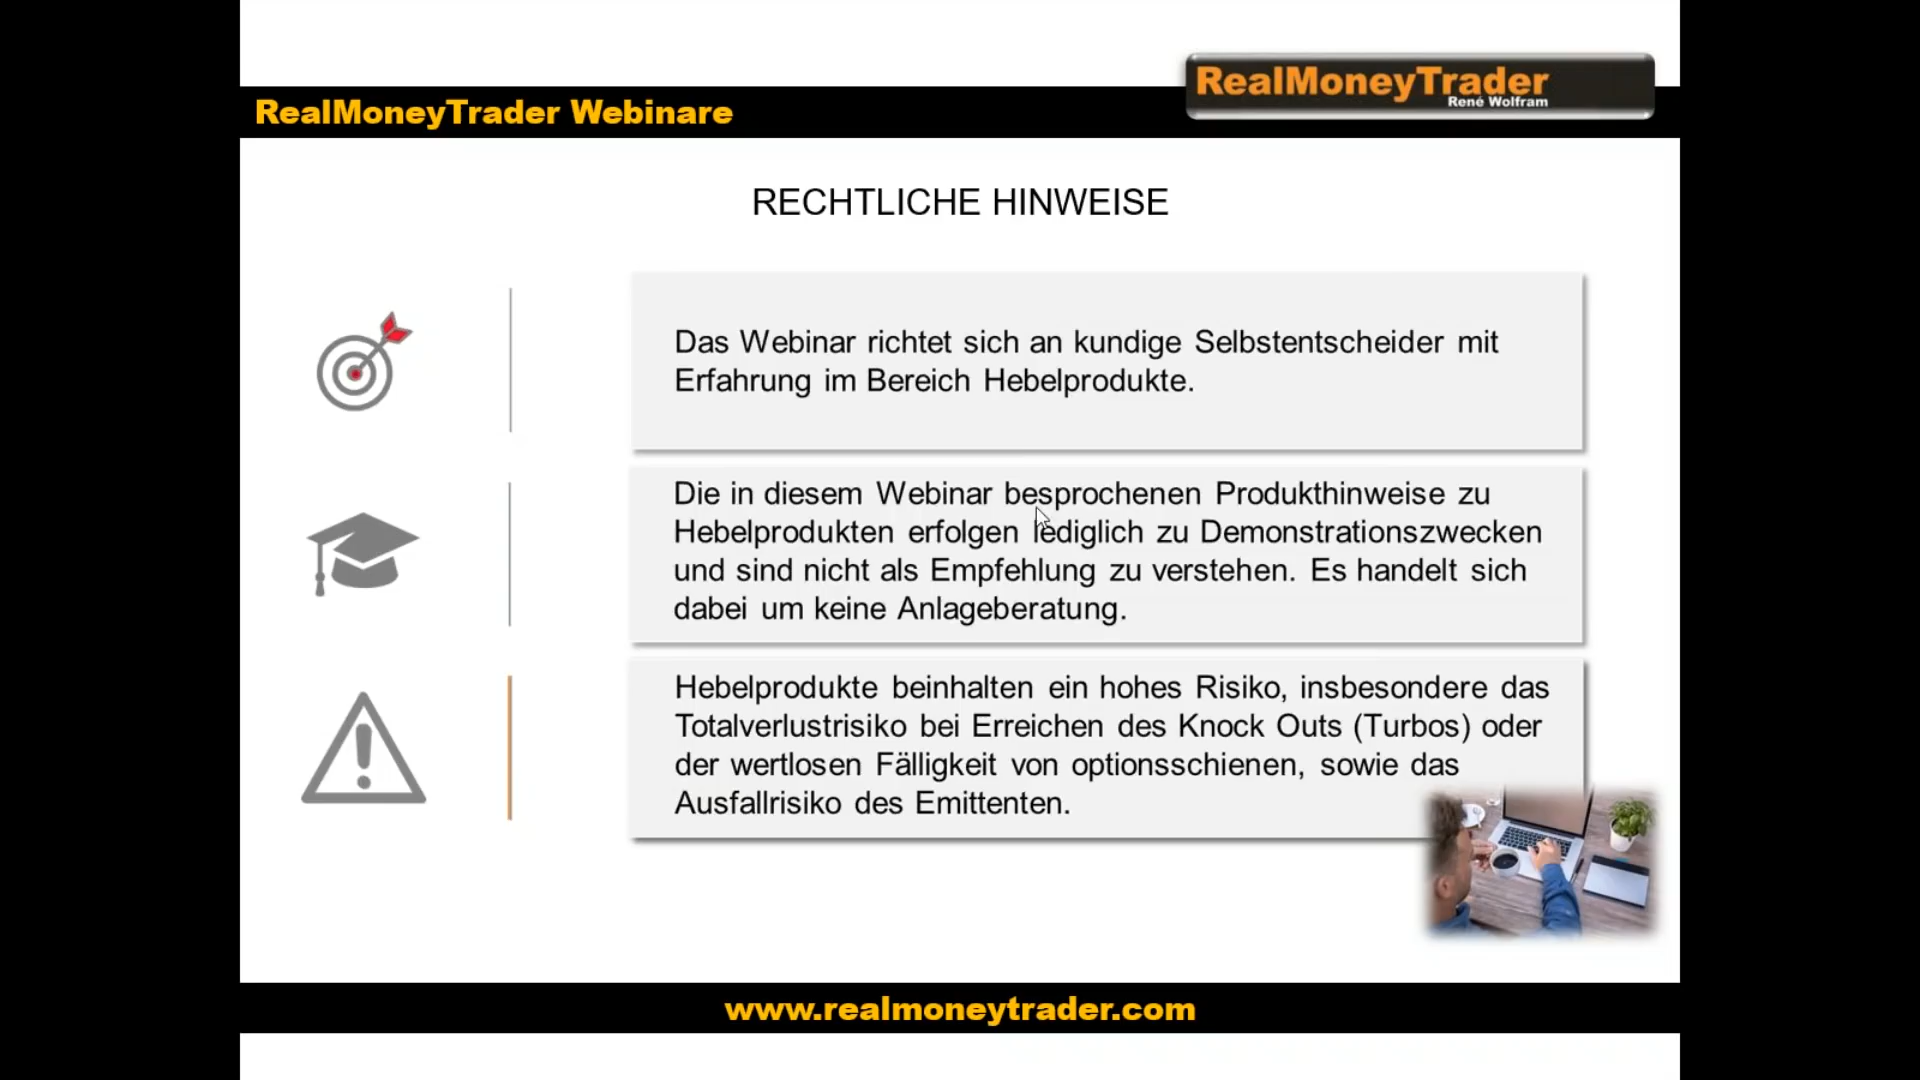 RealMoneyTrader
René Wolfram
RealMoneyTrader Webinare
RECHTLICHE HINWEISE
Das Webinar richtet sich an kundige Selbstentscheider mit
Erfahrung im Bereich Hebelprodukte.
Die in diesem Webinar besprochenen Produkthinweise zu
Hebelprodukten erfolgen lediglich zu Demonstrationszwecken
und sind nicht als Empfehlung zu verstehen. Es handelt sich
dabei um keine Anlageberatung.
Hebelprodukte beinhalten ein hohes Risiko, insbesondere das
Totalverlustrisiko bei Erreichen des Knock Outs (Turbos) oder
der wertlosen Fälligkeit von optionsschienen, sowie das
Ausfallrisiko des Emittenten.
www.realmoneytrader.com